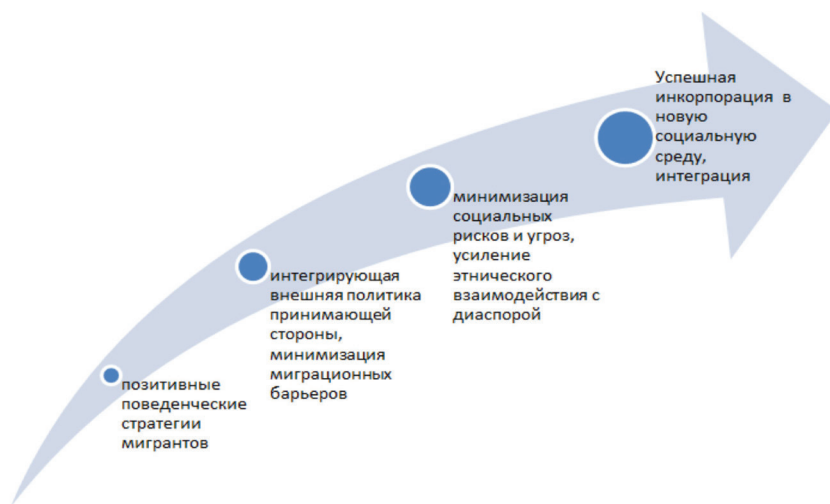 Успешная
инкорпорация в
новую
социальную
среду,
интеграция
минимизация
социальных
рисков и угроз,
усиление
этнического
взаимодействия с
диаспорой
интегрирующая
внешняя политика
принимающей
стороны,
минимизация
миграционных
барьеров
позитивные
поведенческие
стратегии
мигрантов